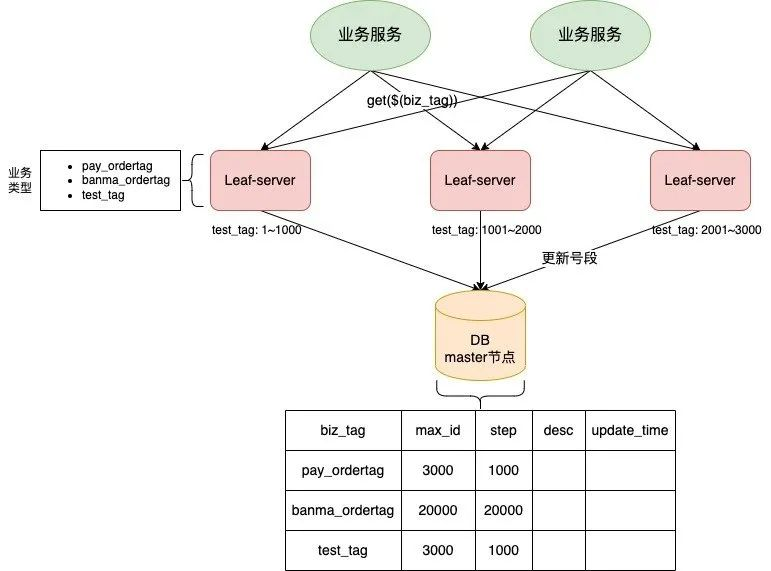 业务服务
业务服务
get($(biz_tag))
业务
类型
pay_ordertag
banma_ordertag
test_tag
Leaf-server
Leaf-server
Leaf-server
test_tag: 1~1000
test_tag: 1001~2000
test_tag: 2001~3000
更新号段
DB
master节点
biz_tag max_id step desc update_time
pay_ordertag 3000 1000
banma_ordertag 20000 20000
test_tag 3000 1000